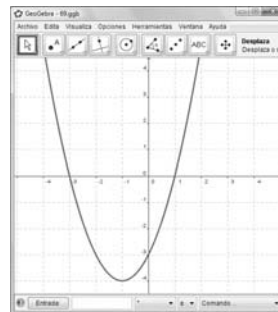 GeoGebra - 69.ggb
Archivo Edita Visualiza Opciones Herramientas Ventana Ayuda
A ABC Desplaza
Desplaza o
4
3
2
1
-4 -3 -2 -1 0 1 2 3 4
-1
-2
-3
-4
Entrada Comando ...